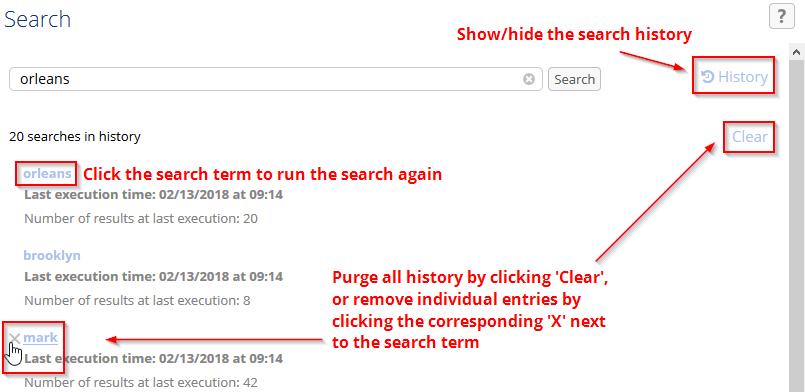 Search
?
Show/hide the search history
orleans
Search
History
20 searches in history
Clear
orleans
Click the search term to run the search again
Last execution time: 02/13/2018 at 09:14
Number of results at last execution: 20
brooklyn
Last execution time: 02/13/2018 at 09:14
Number of results at last execution: 8
Purge all history by clicking 'Clear',
or remove individual entries by
clicking the corresponding 'X' next
to the search term
mark
Last execution time: 02/13/2018 at 09:14
Number of results at last execution: 42